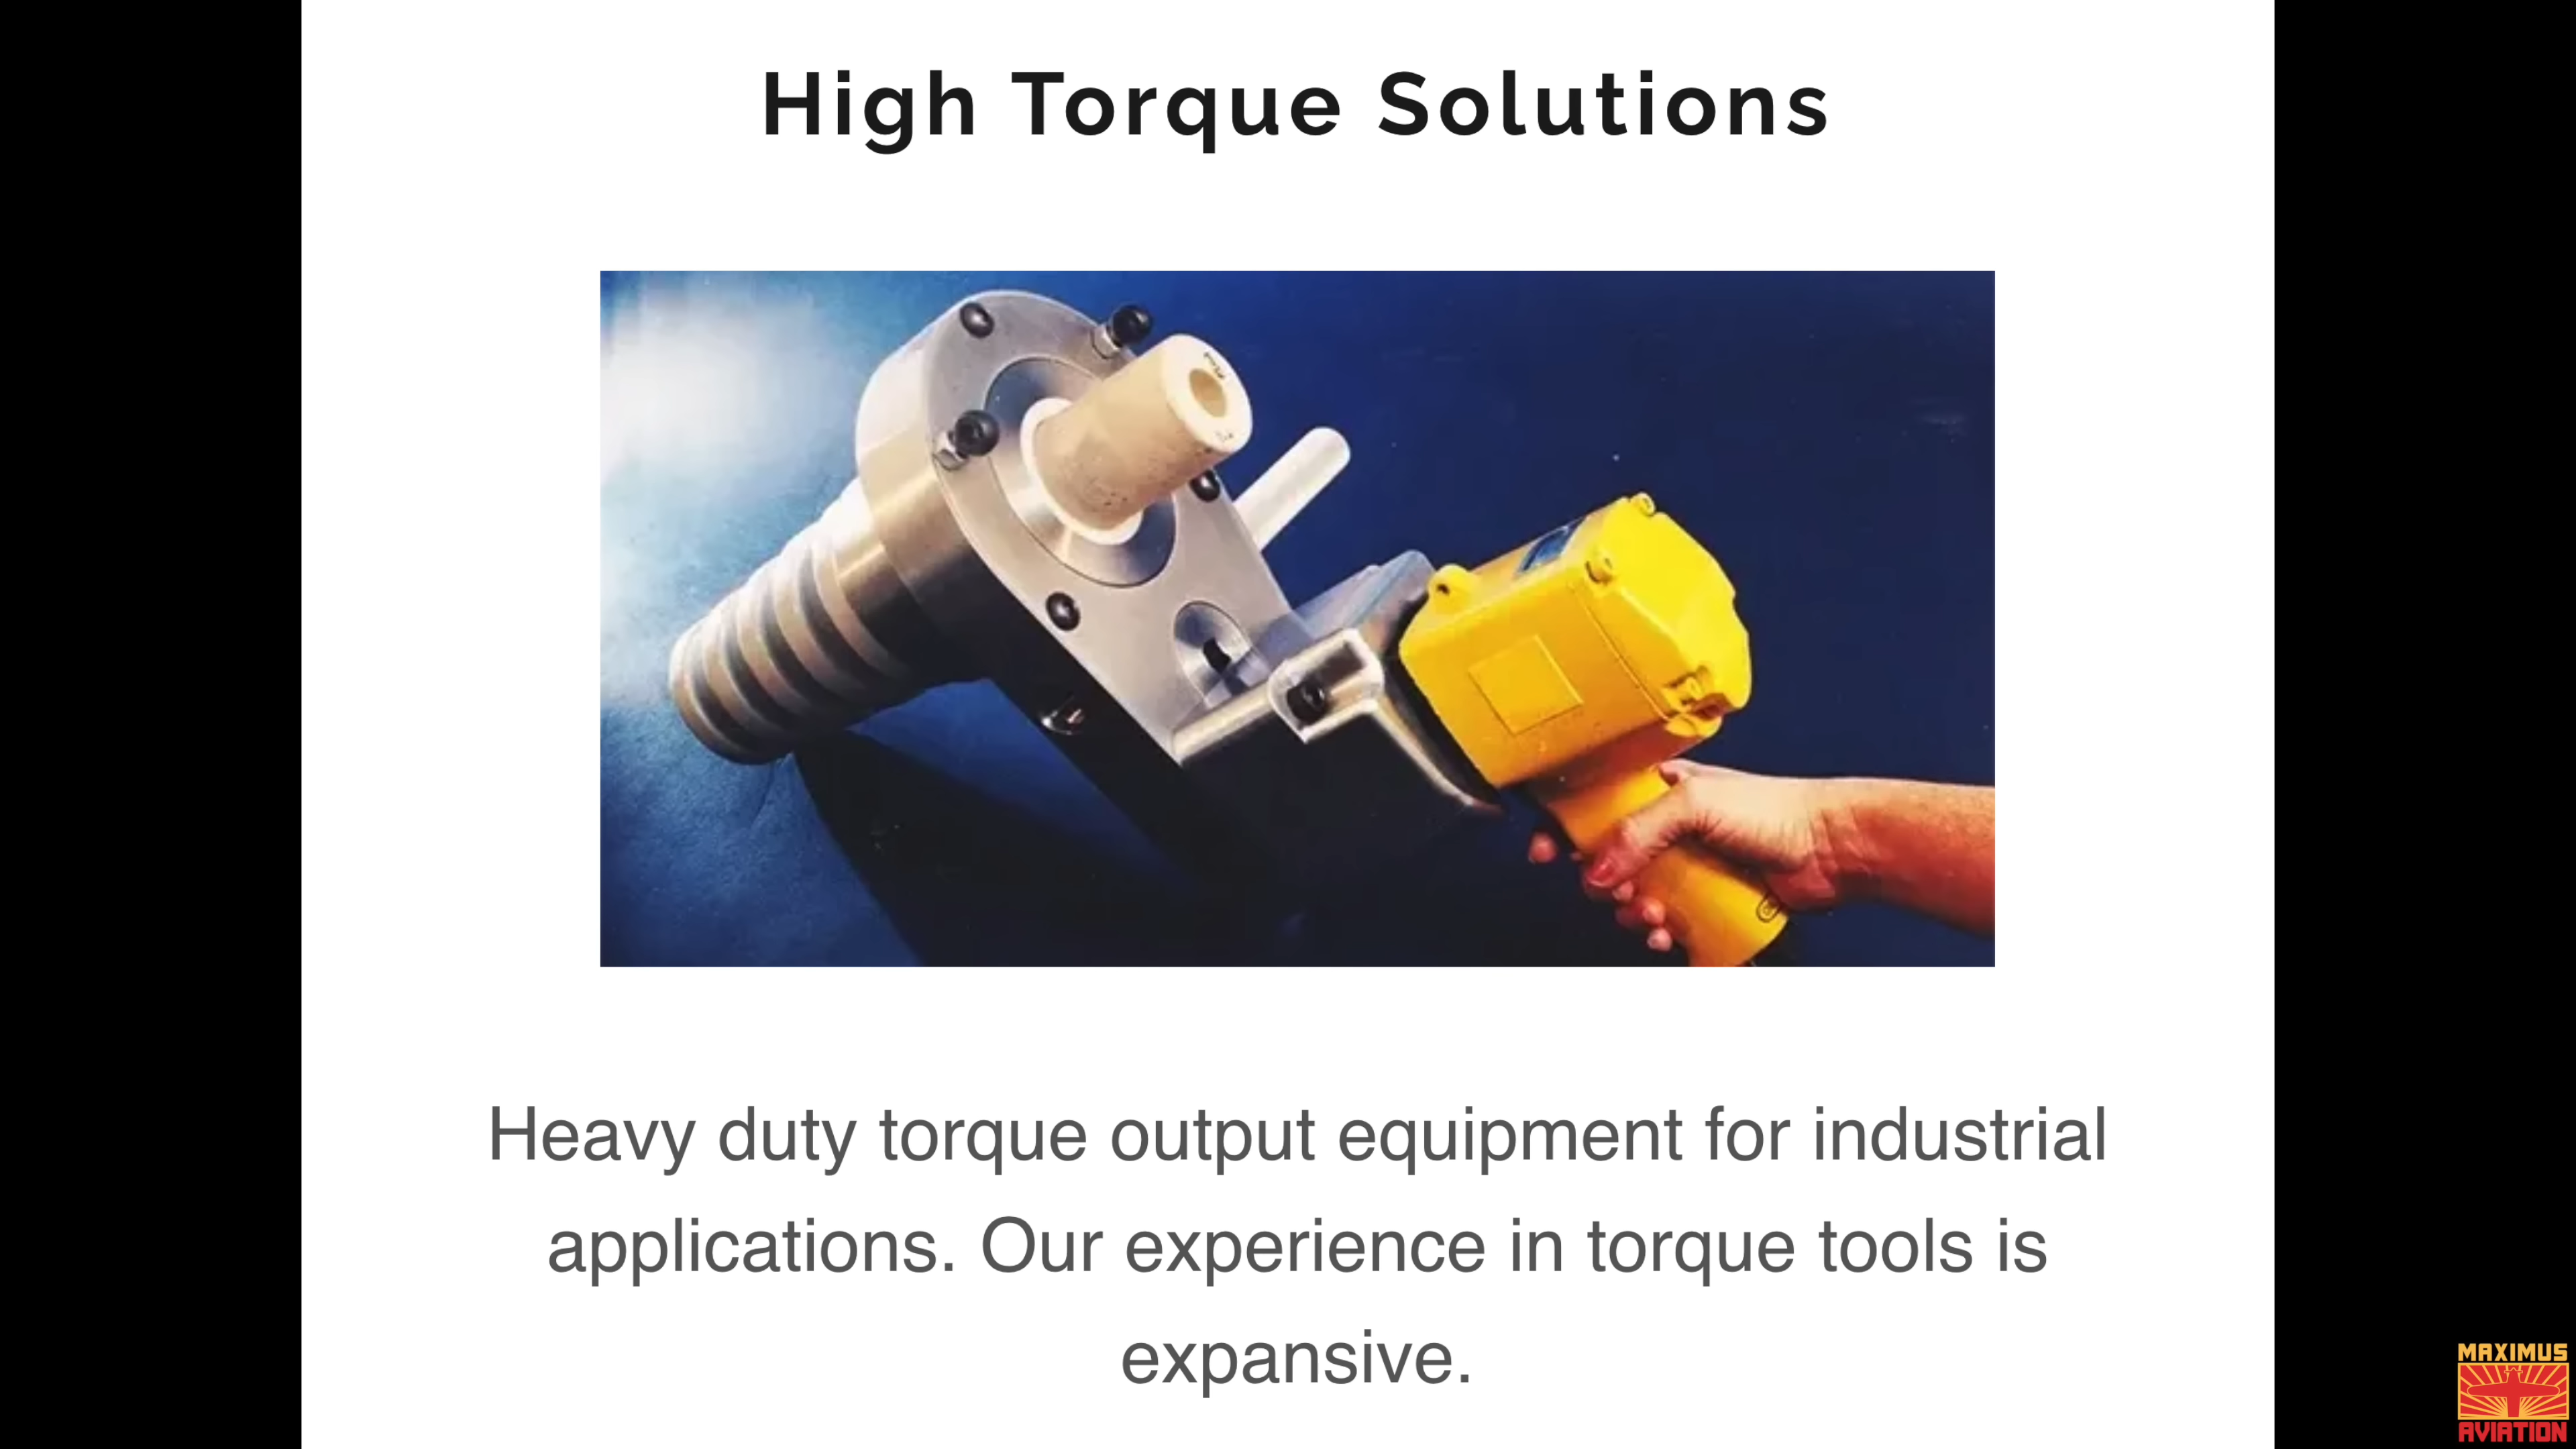 High Torque Solutions
Heavy duty torque output equipment for industrial
applications. Our experience in torque tools is
expansive.
MAXIMUS
AVIATION